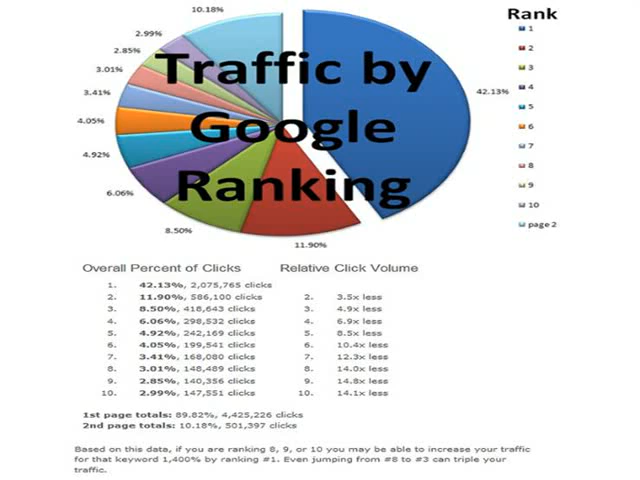 10.18%
Rank
2.99%
1
2
2.85%
Traffic by
3
3.01%
4
3.41%
42.13%
5
4.05%
Google
6
7
4.92%
8
Ranking
9
6.06%
10
8.50%
page 2
11.90%
Overall Percent of Clicks Relative Click Volume
1. 42.13%, 2,075,765 clicks
2. 11.90%, 586,100 clicks 2. 3.5x less
3. 8.50%, 418,643 clicks 3. 4.9x less
4. 6.06%, 298,532 clicks 4. 6.9x less
5. 4.92%, 242,169 clicks 5. 8.5x less
6. 4.05%, 199,541 clicks 6. 10.4x less
7. 3.41%, 168,080 clicks 7. 12.3x less
8. 3.01%, 148,489 clicks 8. 14.0x less
9. 2.85%, 140,356 clicks 9. 14.8x less
10. 2.99%, 147,551 clicks 10. 14.1x less
1st page totals: 89.82%, 4,425,226 clicks
2nd page totals: 10.18%, 501,397 clicks
Based on this data, if you are ranking 8, 9, or 10 you may be able to increase your traffic
for that keyword 1,400% by ranking #1. Even jumping from #8 to #3 can triple your
traffic.